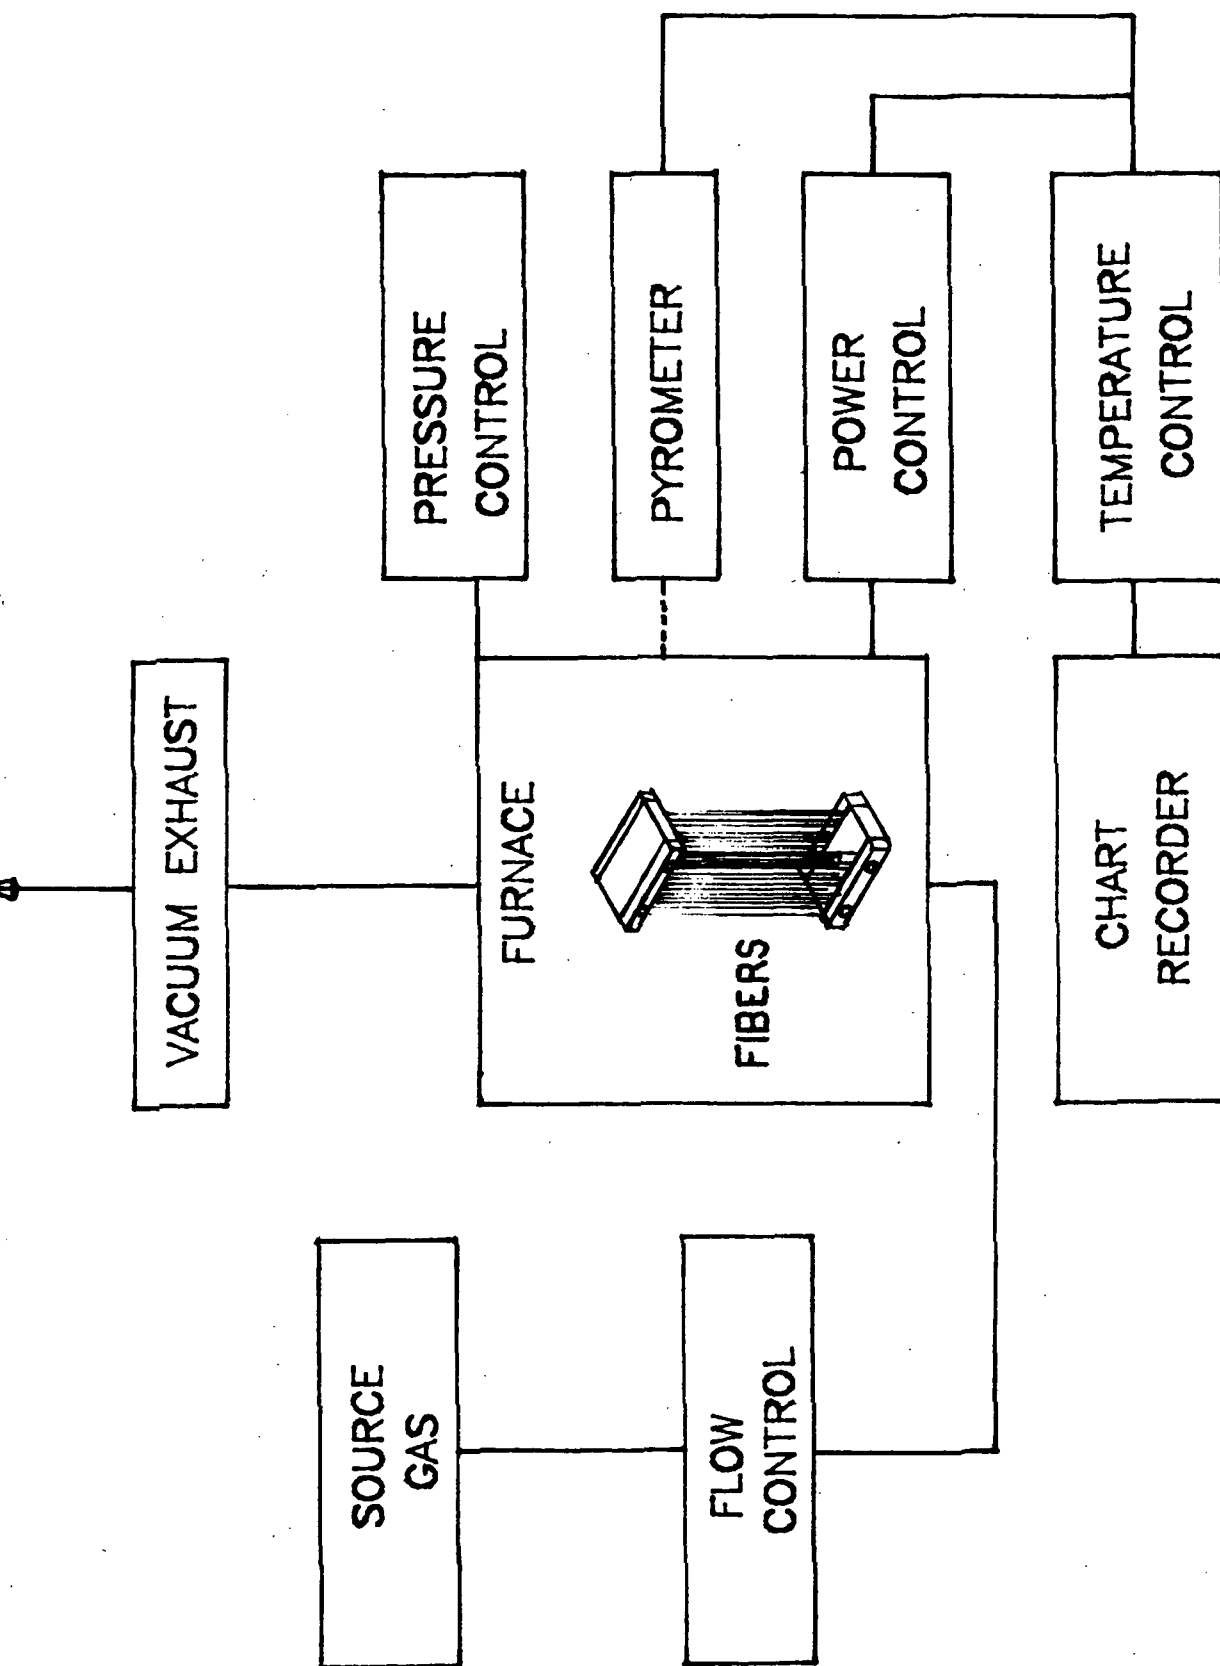 SOURCE
GAS
FLOW
CONTROL
VACUUM EXHAUST
FURNACE
FIBERS
CHART
RECORDER
PRESSURE
CONTROL
PYROMETER
POWER
CONTROL
TEMPERATURE
CONTROL